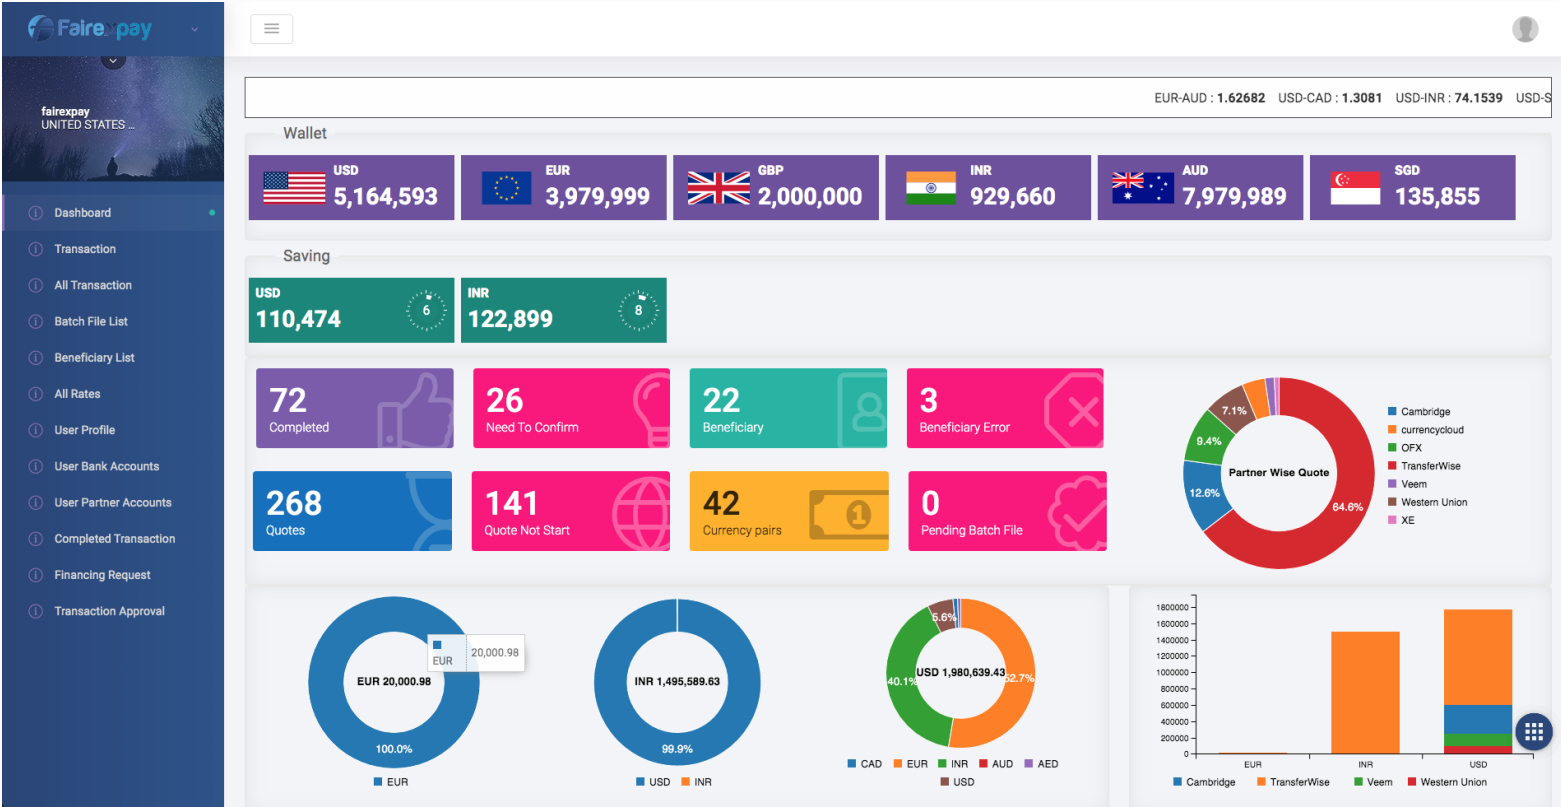 Fairexpay
fairexpay
UNITED STATES ...
Dashboard
Transaction
All Transaction
Batch File List
Beneficiary List
All Rates
User Profile
User Bank Accounts
User Partner Accounts
Completed Transaction
Financing Request
Transaction Approval
EUR-AUD : 1.62682 USD-CAD : 1.3081 USD-INR : 74.1539 USD-S
Wallet
USD
5,164,593
EUR
3,979,999
GBP
2,000,000
INR
929,660
AUD
7,979,989
SGD
135,855
Saving
USD
110,474
6
INR
122,899
8
72
Completed
26
Need To Confirm
22
Beneficiary
3
Beneficiary Error
268
Quotes
141
Quote Not Start
42
Currency pairs
1
0
Pending Batch File
7.1%
9.4%
12.6%
64.6%
Partner Wise Quote
Cambridge
currencycloud
OFX
TransferWise
Veem
Western Union
XE
EUR 20,000.98
EUR
20,000.98
100.0%
EUR
INR 1,495,589.63
99.9%
USD INR
5.6%
USD 1,980,639.43
40.1%
52.7%
CAD EUR INR AUD AED
USD
1800000
1600000
1400000
1200000
1000000
800000
600000
400000
200000
0
EUR INR USD
Cambridge TransferWise Veem Western Union